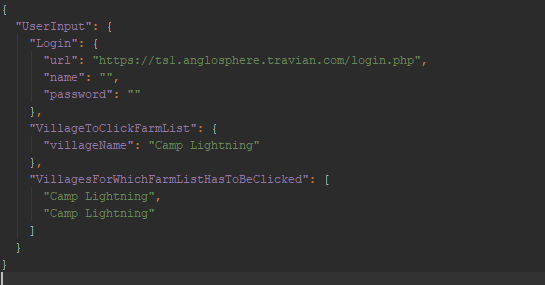 {
"UserInput": {
"Login": {
"url": "https://ts1.anglosphere.travian.com/login.php",
"name": "",
"password": ""
},
"VillageToClickFarmList": {
"villageName": "Camp Lightning"
},
"VillagesForWhichFarmListHasToBeClicked": [
"Camp Lightning",
"Camp Lightning"
]
}
}